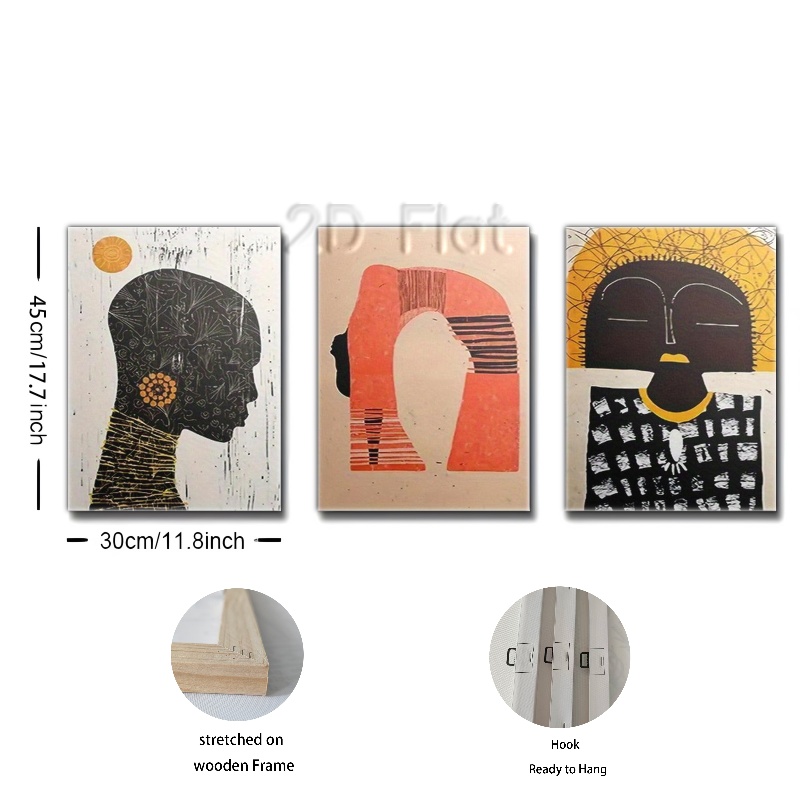 2D Flat
45cm/17.7inch
30cm/11.8inch
stretched on
wooden Frame
Hook
Ready to Hang